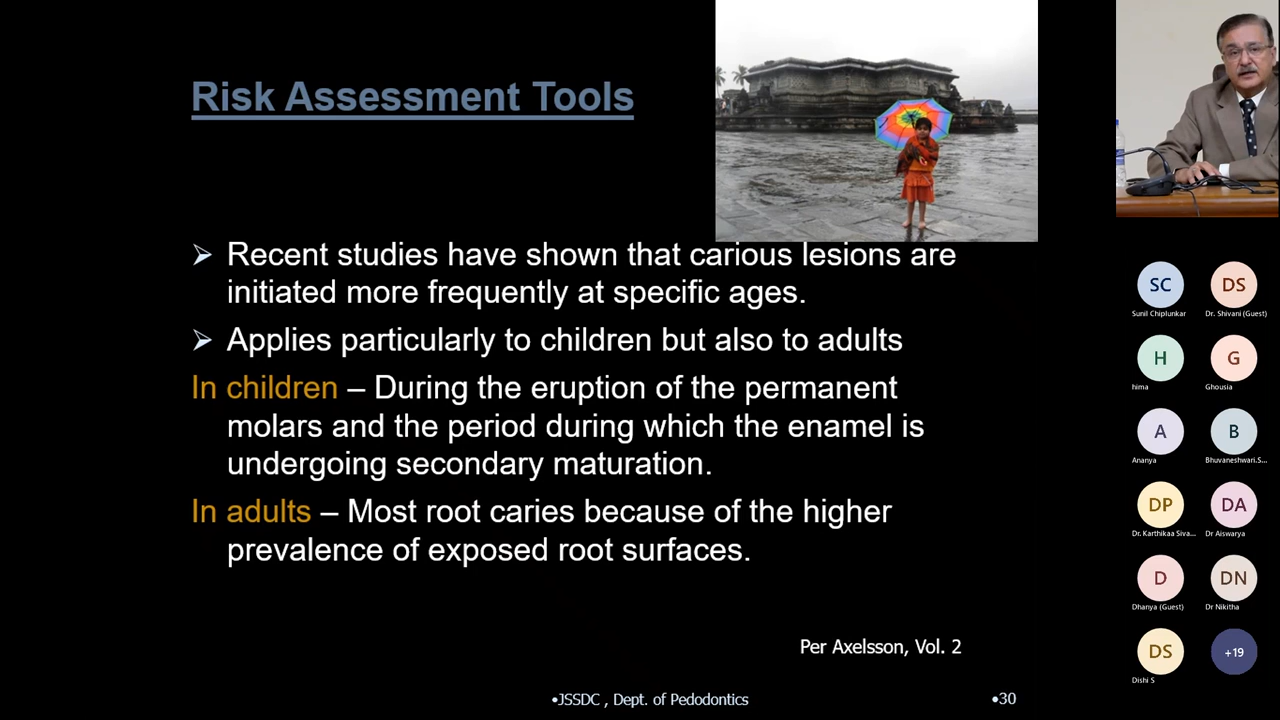 Risk Assessment Tools
➢ Recent studies have shown that carious lesions are
initiated more frequently at specific ages.
➢ Applies particularly to children but also to adults
In children – During the eruption of the permanent
molars and the period during which the enamel is
undergoing secondary maturation.
In adults – Most root caries because of the higher
prevalence of exposed root surfaces.
Per Axelsson, Vol. 2
•JSSDC , Dept. of Pedodontics
•30
SC
DS
Sunil Chiplunkar
Dr. Shivani (Guest)
H
G
hima
Ghousia
A
B
Ananya
Bhuvaneshwari.S...
DP
DA
Dr. Karthikaa Siva...
Dr Aiswarya
D
DN
Dhanya (Guest)
Dr Nikitha
DS
+19
Dishi S